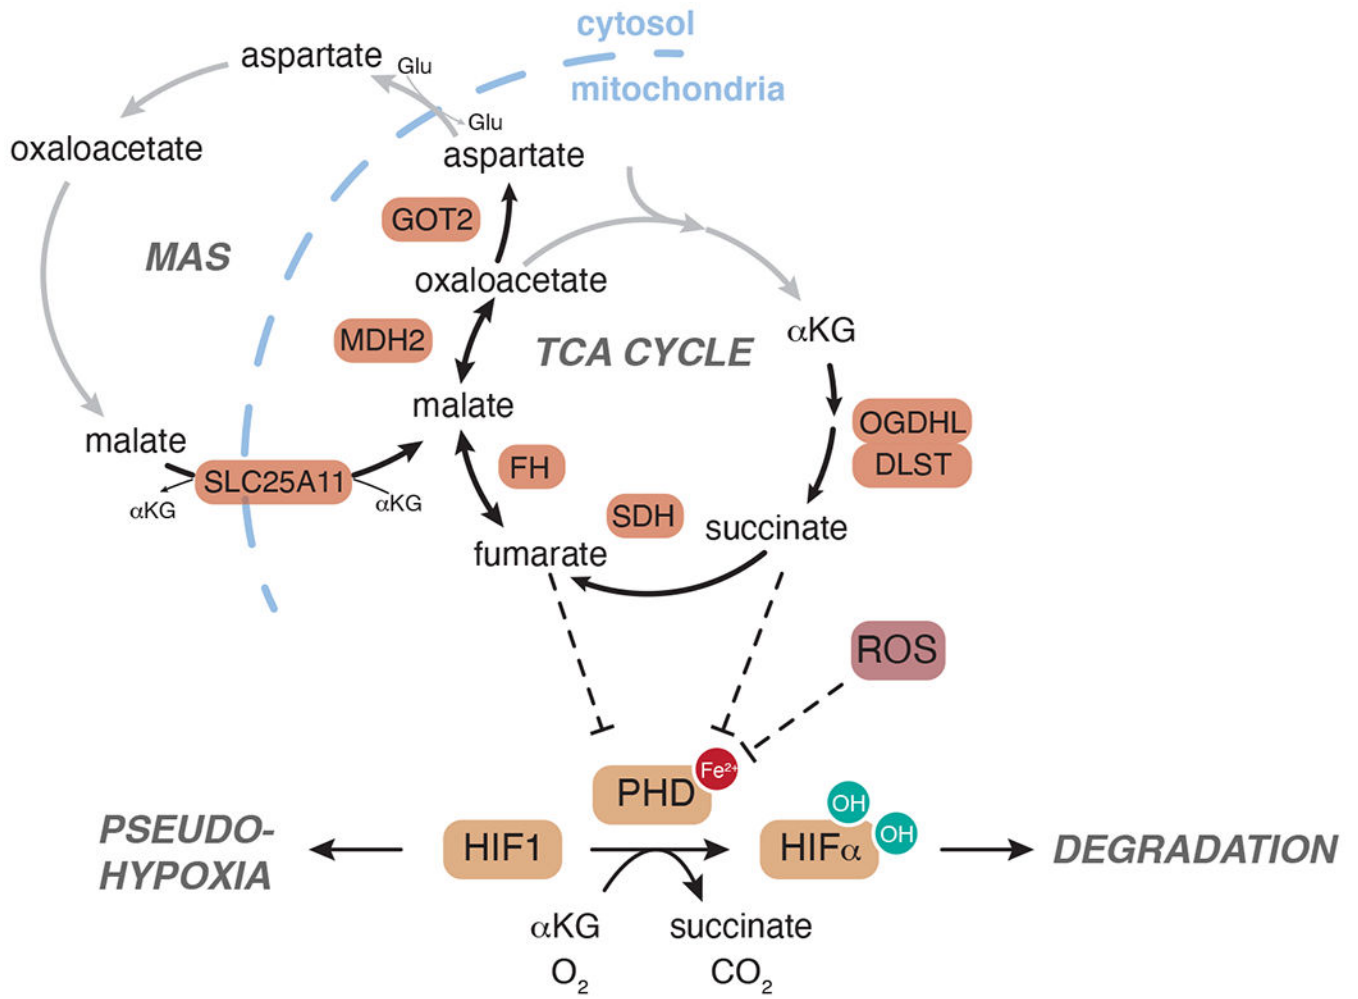 cytosol
mitochondria
aspartate
Glu
Glu
aspartate
oxaloacetate
GOT2
MAS
oxaloacetate
MDH2
TCA CYCLE
αKG
malate
OGDHL
DLST
malate
SLC25A11
αKG
αKG
FH
SDH
succinate
fumarate
ROS
PHD
Fe²⁺
OH
OH
PSEUDO-
HYPOXIA
HIF1
HIFα
DEGRADATION
αKG
succinate
O₂
CO₂